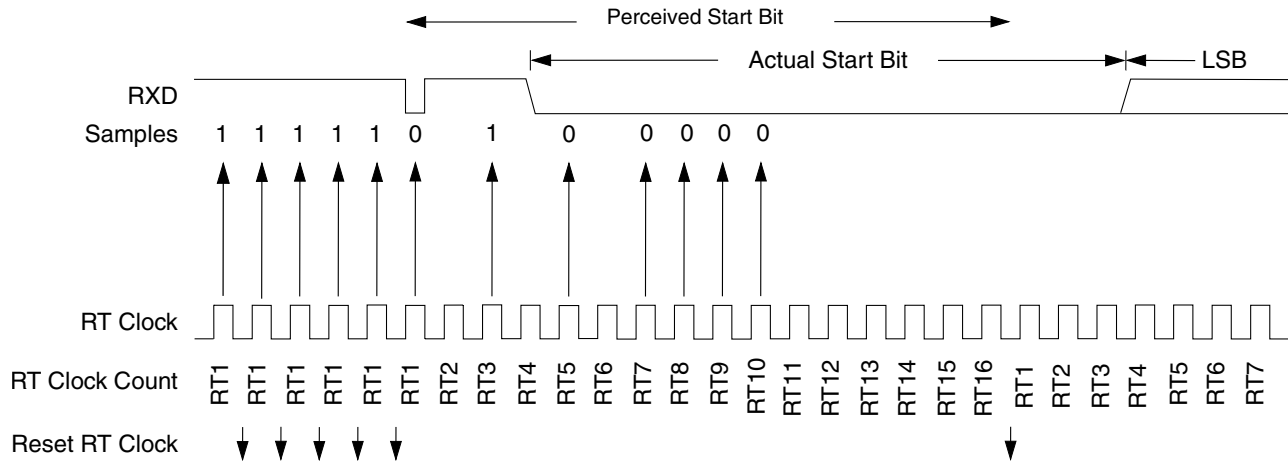 Perceived Start Bit
Actual Start Bit LSB
RXD
Samples 1 1 1 1 1 0 1 0 0 0 0 0
RT Clock
RT Clock Count RT1 RT1 RT1 RT1 RT1 RT1 RT2 RT3 RT4 RT5 RT6 RT7 RT8 RT9 RT10 RT11 RT12 RT13 RT14 RT15 RT16 RT1 RT2 RT3 RT4 RT5 RT6 RT7
Reset RT Clock